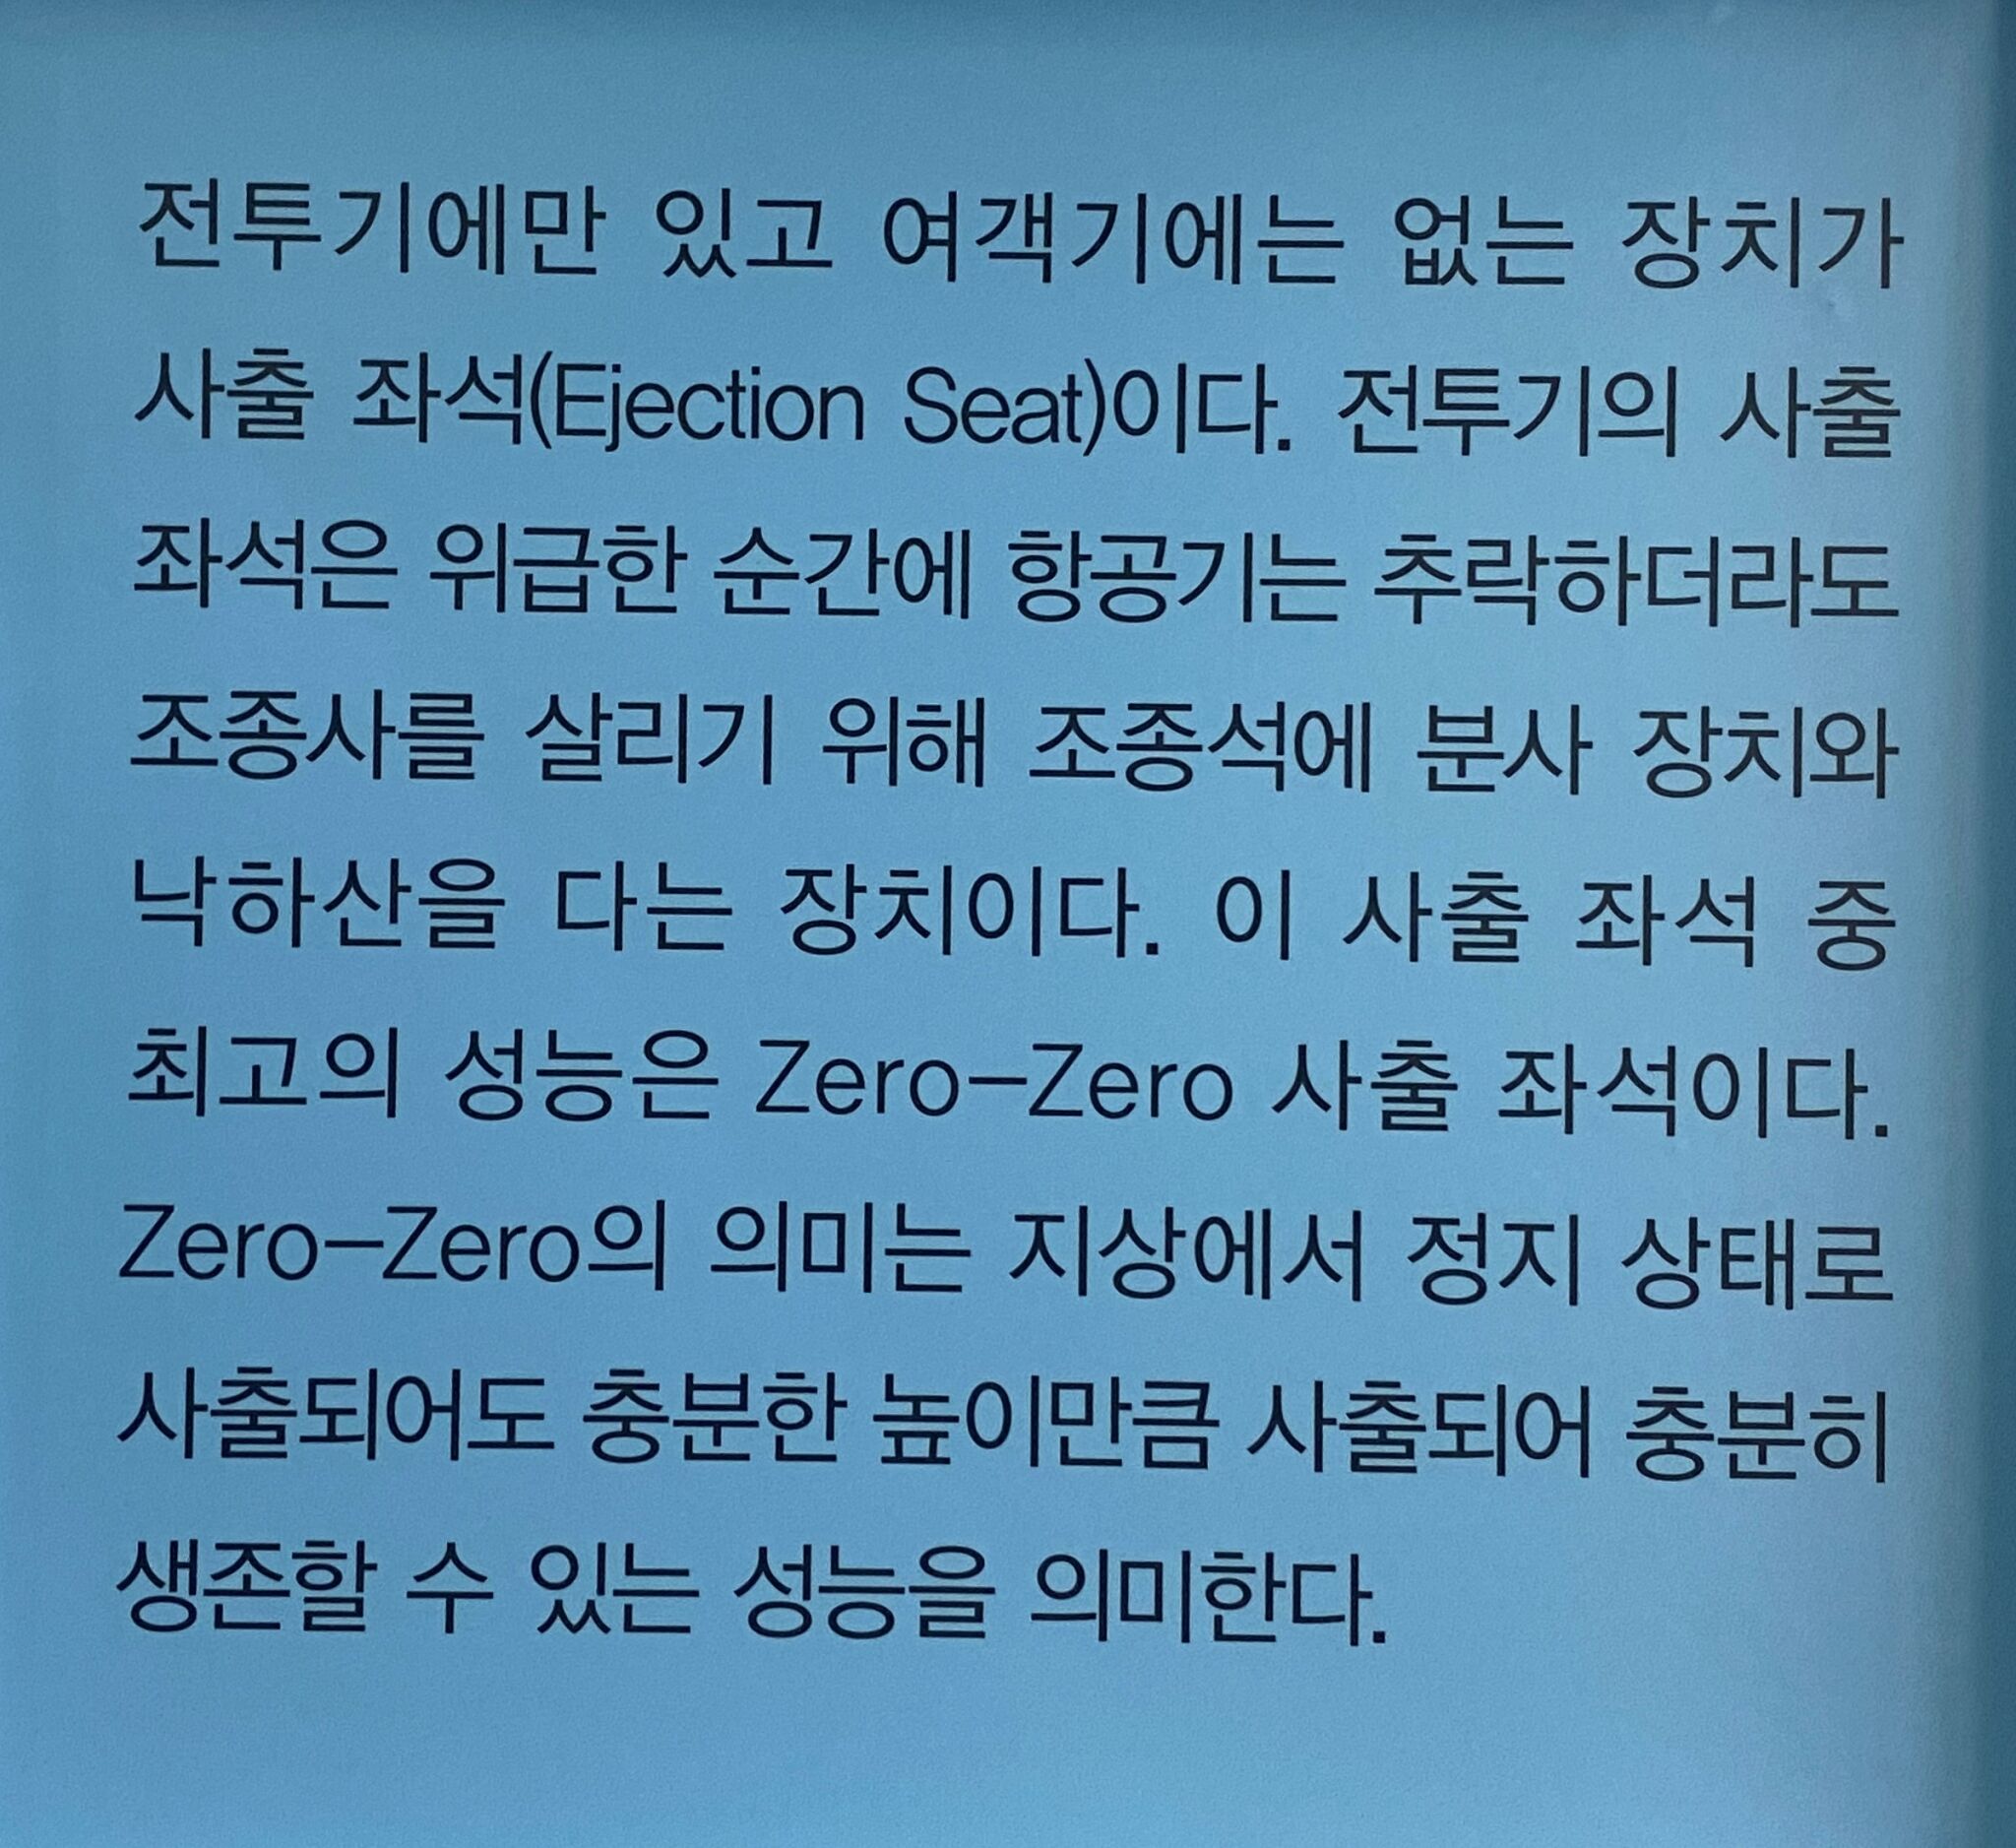 전투기에만 있고 여객기에는 없는 장치가
사출 좌석(Ejection Seat)이다. 전투기의 사출
좌석은 위급한 순간에 항공기는 추락하더라도
조종사를 살리기 위해 조종석에 분사 장치와
낙하산을 다는 장치이다. 이 사출 좌석 중
최고의 성능은 Zero-Zero 사출 좌석이다.
Zero-Zero의 의미는 지상에서 정지 상태로
사출되어도 충분한 높이만큼 사출되어 충분히
생존할 수 있는 성능을 의미한다.